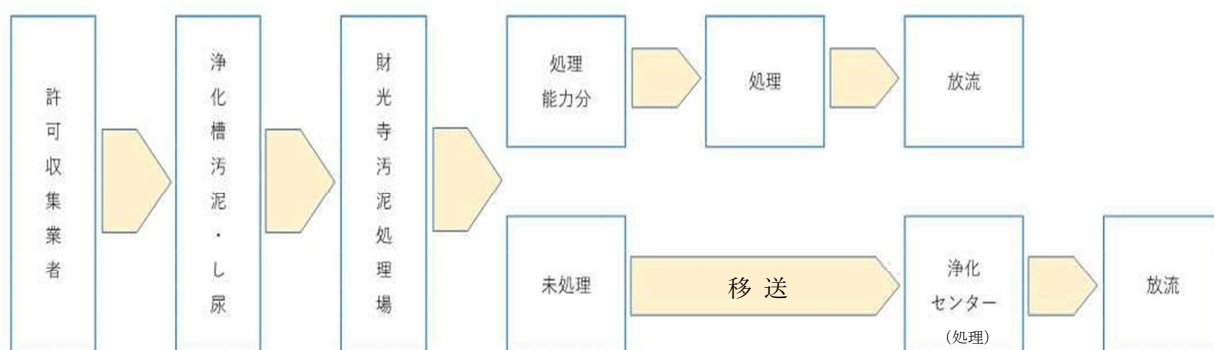 許可収集業者
浄化槽汚泥・し尿
財光寺汚泥処理場
処理
能力分
処理
放流
未処理
移送
浄化
センター
（処理）
放流